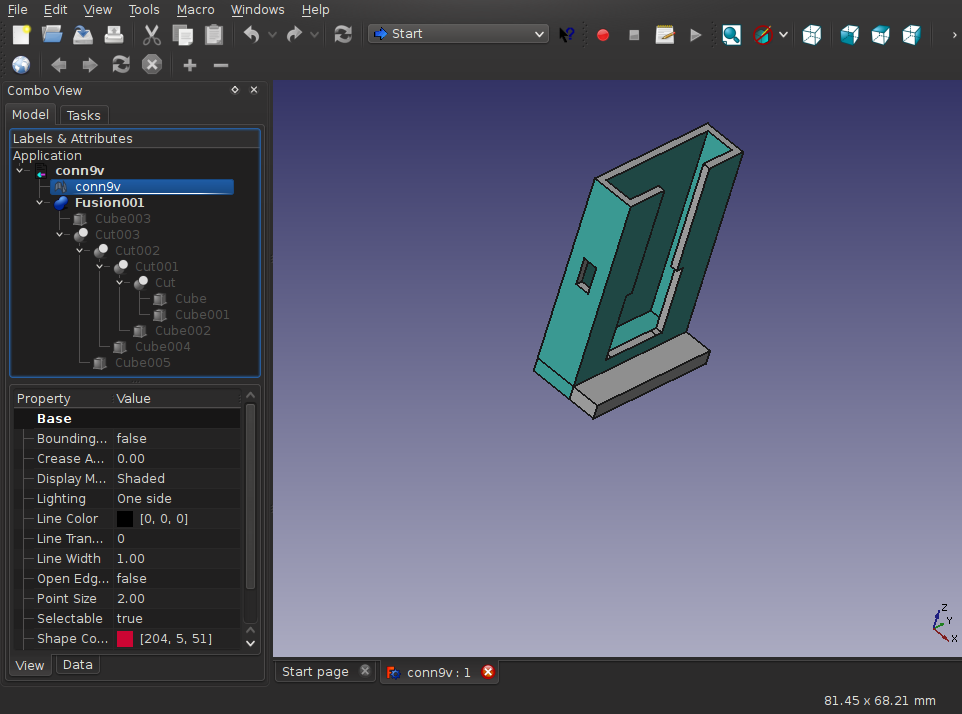 File Edit View Tools Macro Windows Help
Start
Combo View
Model Tasks
Labels & Attributes
Application
conn9v
conn9v
Fusion001
Cube003
Cut003
Cut002
Cut001
Cut
Cube
Cube001
Cube002
Cube004
Cube005
Property Value
Base
Bounding... false
Crease A... 0.00
Display M... Shaded
Lighting One side
Line Color [0, 0, 0]
Line Tran... 0
Line Width 1.00
Open Edg... false
Point Size 2.00
Selectable true
Shape Co... [204, 5, 51]
View Data
Z
Y
X
Start page conn9v : 1
81.45 x 68.21 mm